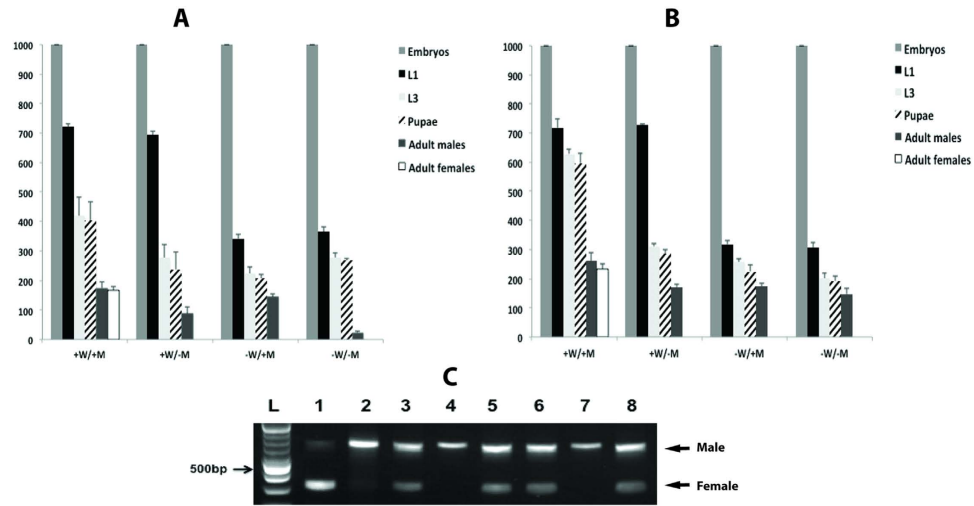 A
1000
900
800
700
600
500
400
300
200
100
0
+W/+M
+W/-M
-W/+M
-W/-M
Embryos
L1
L3
Pupae
Adult males
Adult females
B
1000
900
800
700
600
500
400
300
200
100
0
+W/+M
+W/-M
-W/+M
-W/-M
Embryos
L1
L3
Pupae
Adult males
Adult females
C
L 1 2 3 4 5 6 7 8
500bp
Male
Female